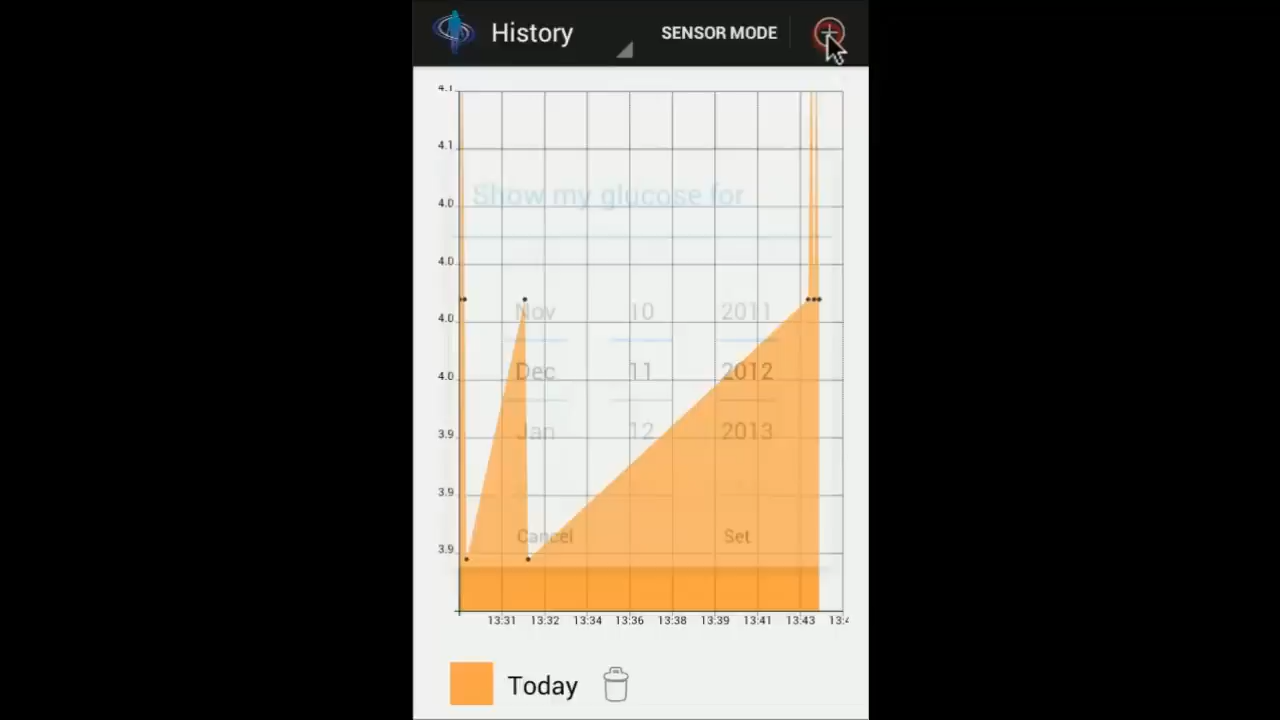 History
SENSOR MODE
4.1
4.1
4.0
Show my glucose for
4.0
4.0
4.0
3.9
3.9
3.9
Nov 10 2011
Dec 11 2012
Jan 12 2013
Cancel Set
13:31 13:32 13:34 13:36 13:38 13:39 13:41 13:43 13:4
Today